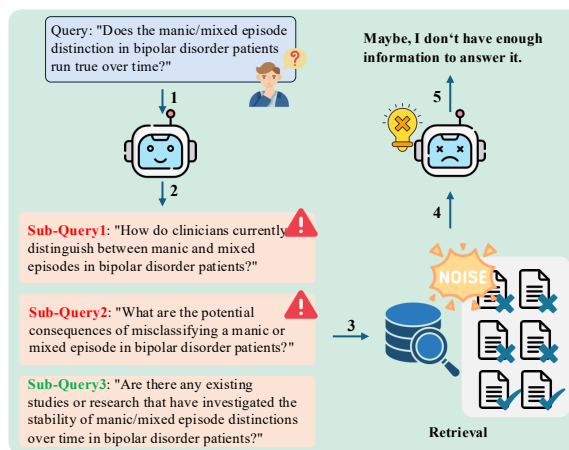 Query: "Does the manic/mixed episode
distinction in bipolar disorder patients
run true over time?"
?
Maybe, I don't have enough
information to answer it.
1
5
2
4
Sub-Query1: "How do clinicians currently
distinguish between manic and mixed
episodes in bipolar disorder patients?"
NOISE
Sub-Query2: "What are the potential
consequences of misclassifying a manic or
mixed episode in bipolar disorder patients?"
3
Sub-Query3: "Are there any existing
studies or research that have investigated the
stability of manic/mixed episode distinctions
over time in bipolar disorder patients?"
Retrieval